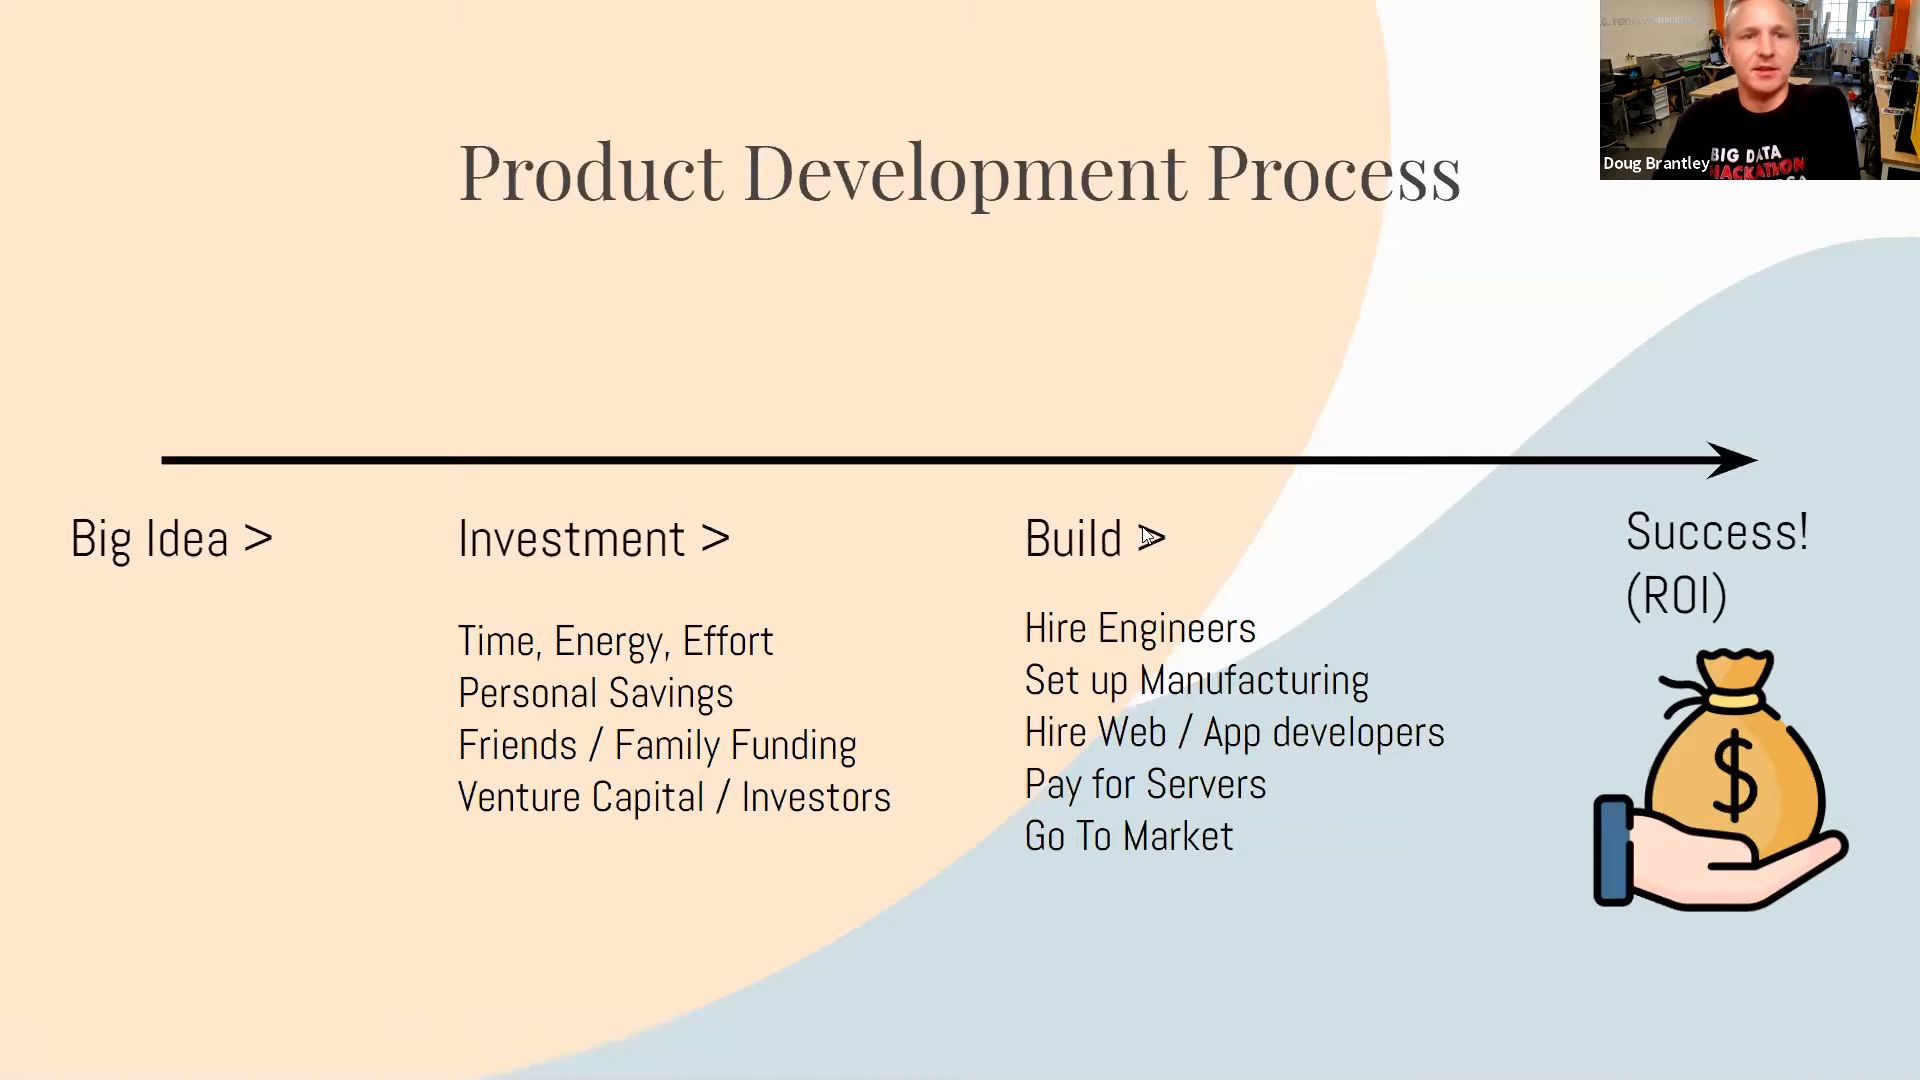 Product Development Process
Doug Brantley
BIG DATA
HACKATHON
Big Idea >
Investment >
Time, Energy, Effort
Personal Savings
Friends / Family Funding
Venture Capital / Investors
Build >
Hire Engineers
Set up Manufacturing
Hire Web / App developers
Pay for Servers
Go To Market
Success!
(ROI)
$